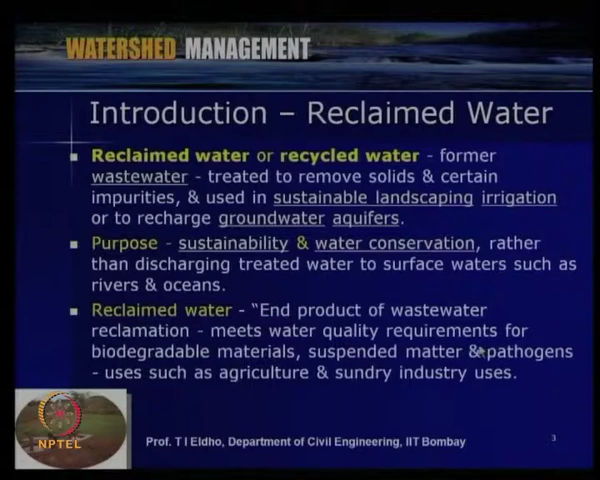 WATERSHED MANAGEMENT
Introduction – Reclaimed Water
Reclaimed water or recycled water - former
wastewater - treated to remove solids & certain
impurities, & used in sustainable landscaping irrigation
or to recharge groundwater aquifers.
Purpose - sustainability & water conservation, rather
than discharging treated water to surface waters such as
rivers & oceans.
Reclaimed water - “End product of wastewater
reclamation - meets water quality requirements for
biodegradable materials, suspended matter & pathogens
- uses such as agriculture & sundry industry uses.
NPTEL
Prof. T I Eldho, Department of Civil Engineering, IIT Bombay
3